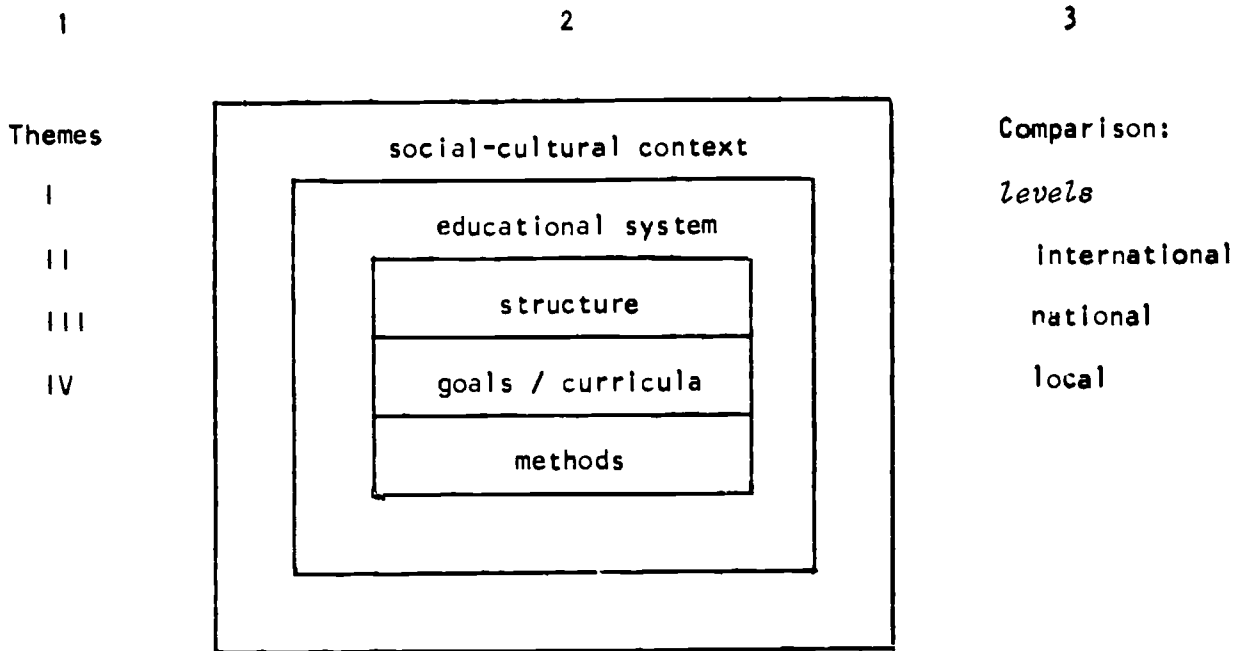 1 2 3
Themes
I
II
III
IV
social-cultural context
educational system
structure
goals / curricula
methods
Comparison:
levels
international
national
local